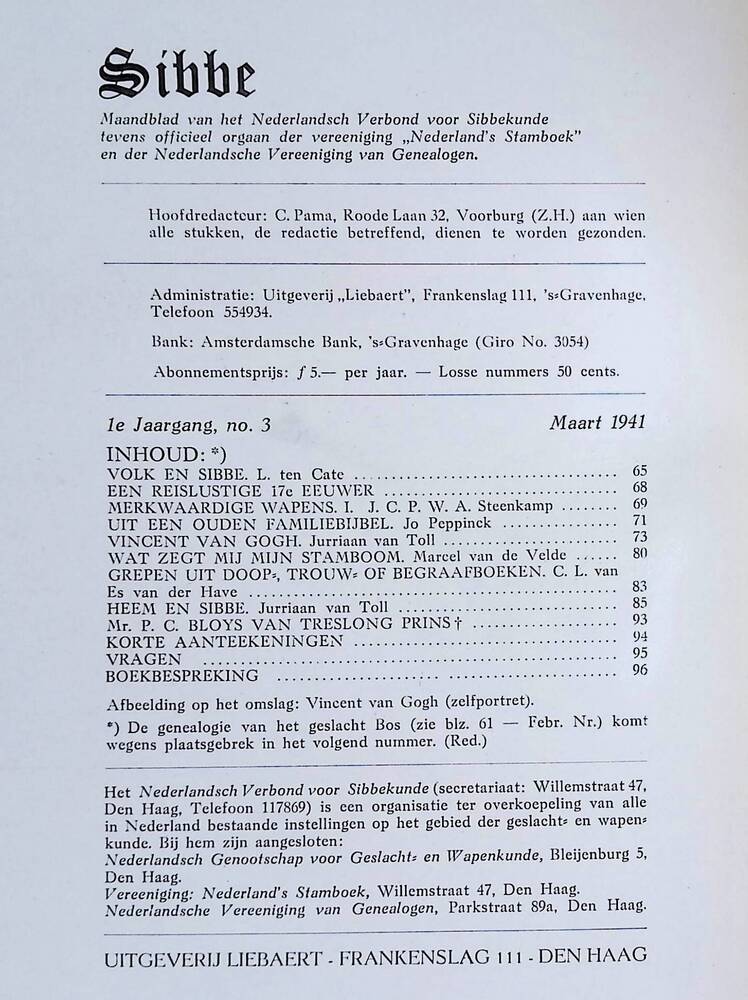 Sibbe
Maandblad van het Nederlandsch Verbond voor Sibbekunde
tevens officieel orgaan der vereeniging „Nederland's Stamboek"
en der Nederlandsche Vereeniging van Genealogen.
Hoofdredacteur: C. Pama, Roode Laan 32, Voorburg (Z.H.) aan wien
alle stukken, de redactie betreffend, dienen te worden gezonden.
Administratie: Uitgeverij „Liebaert", Frankenslag 111, 's=Gravenhage,
Telefoon 554934.
Bank: Amsterdamsche Bank, 's=Gravenhage (Giro No. 3054)
Abonnementsprijs: ƒ 5.— per jaar. — Losse nummers 50 cents.
1e Jaargang, no. 3 Maart 1941
INHOUD: *)
VOLK EN SIBBE. L. ten Cate .................................. 65
EEN REISLUSTIGE 17e EEUWER .............................. 68
MERKWAARDIGE WAPENS. I. J. C. P. W. A. Steenkamp ........ 69
UIT EEN OUDEN FAMILIEBIJBEL. Jo Peppinck ................ 71
VINCENT VAN GOGH. Jurriaan van Toll ........................ 73
WAT ZEGT MIJ MIJN STAMBOOM. Marcel van de Velde ...... 80
GREPEN UIT DOOP=, TROUW= OF BEGRAAFBOEKEN. C. L. van
Es van der Have ................................................ 83
HEEM EN SIBBE. Jurriaan van Toll .............................. 85
Mr. P. C. BLOYS VAN TRESLONG PRINS † .................... 93
KORTE AANTEEKENINGEN .................................... 94
VRAGEN ...................................................... 95
BOEKBESPREKING ............................................ 96
Afbeelding op het omslag: Vincent van Gogh (zelfportret).
*) De genealogie van het geslacht Bos (zie blz. 61 — Febr. Nr.) komt
wegens plaatsgebrek in het volgend nummer. (Red.)
Het Nederlandsch Verbond voor Sibbekunde (secretariaat: Willemstraat 47,
Den Haag, Telefoon 117869) is een organisatie ter overkoepeling van alle
in Nederland bestaande instellingen op het gebied der geslacht= en wapen=
kunde. Bij hem zijn aangesloten:
Nederlandsch Genootschap voor Geslacht= en Wapenkunde, Bleijenburg 5,
Den Haag.
Vereeniging: Nederland's Stamboek, Willemstraat 47, Den Haag.
Nederlandsche Vereeniging van Genealogen, Parkstraat 89a, Den Haag.
UITGEVERIJ LIEBAERT - FRANKENSLAG 111 - DEN HAAG